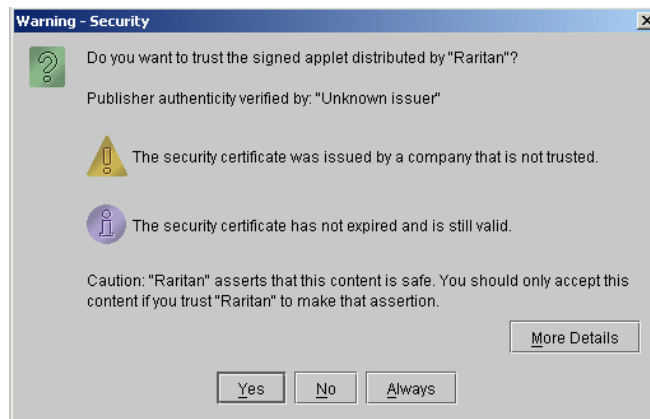 Warning - Security
Do you want to trust the signed applet distributed by "Raritan"?
Publisher authenticity verified by: "Unknown issuer"
The security certificate was issued by a company that is not trusted.
The security certificate has not expired and is still valid.
Caution: "Raritan" asserts that this content is safe. You should only accept this
content if you trust "Raritan" to make that assertion.
More Details
Yes No Always